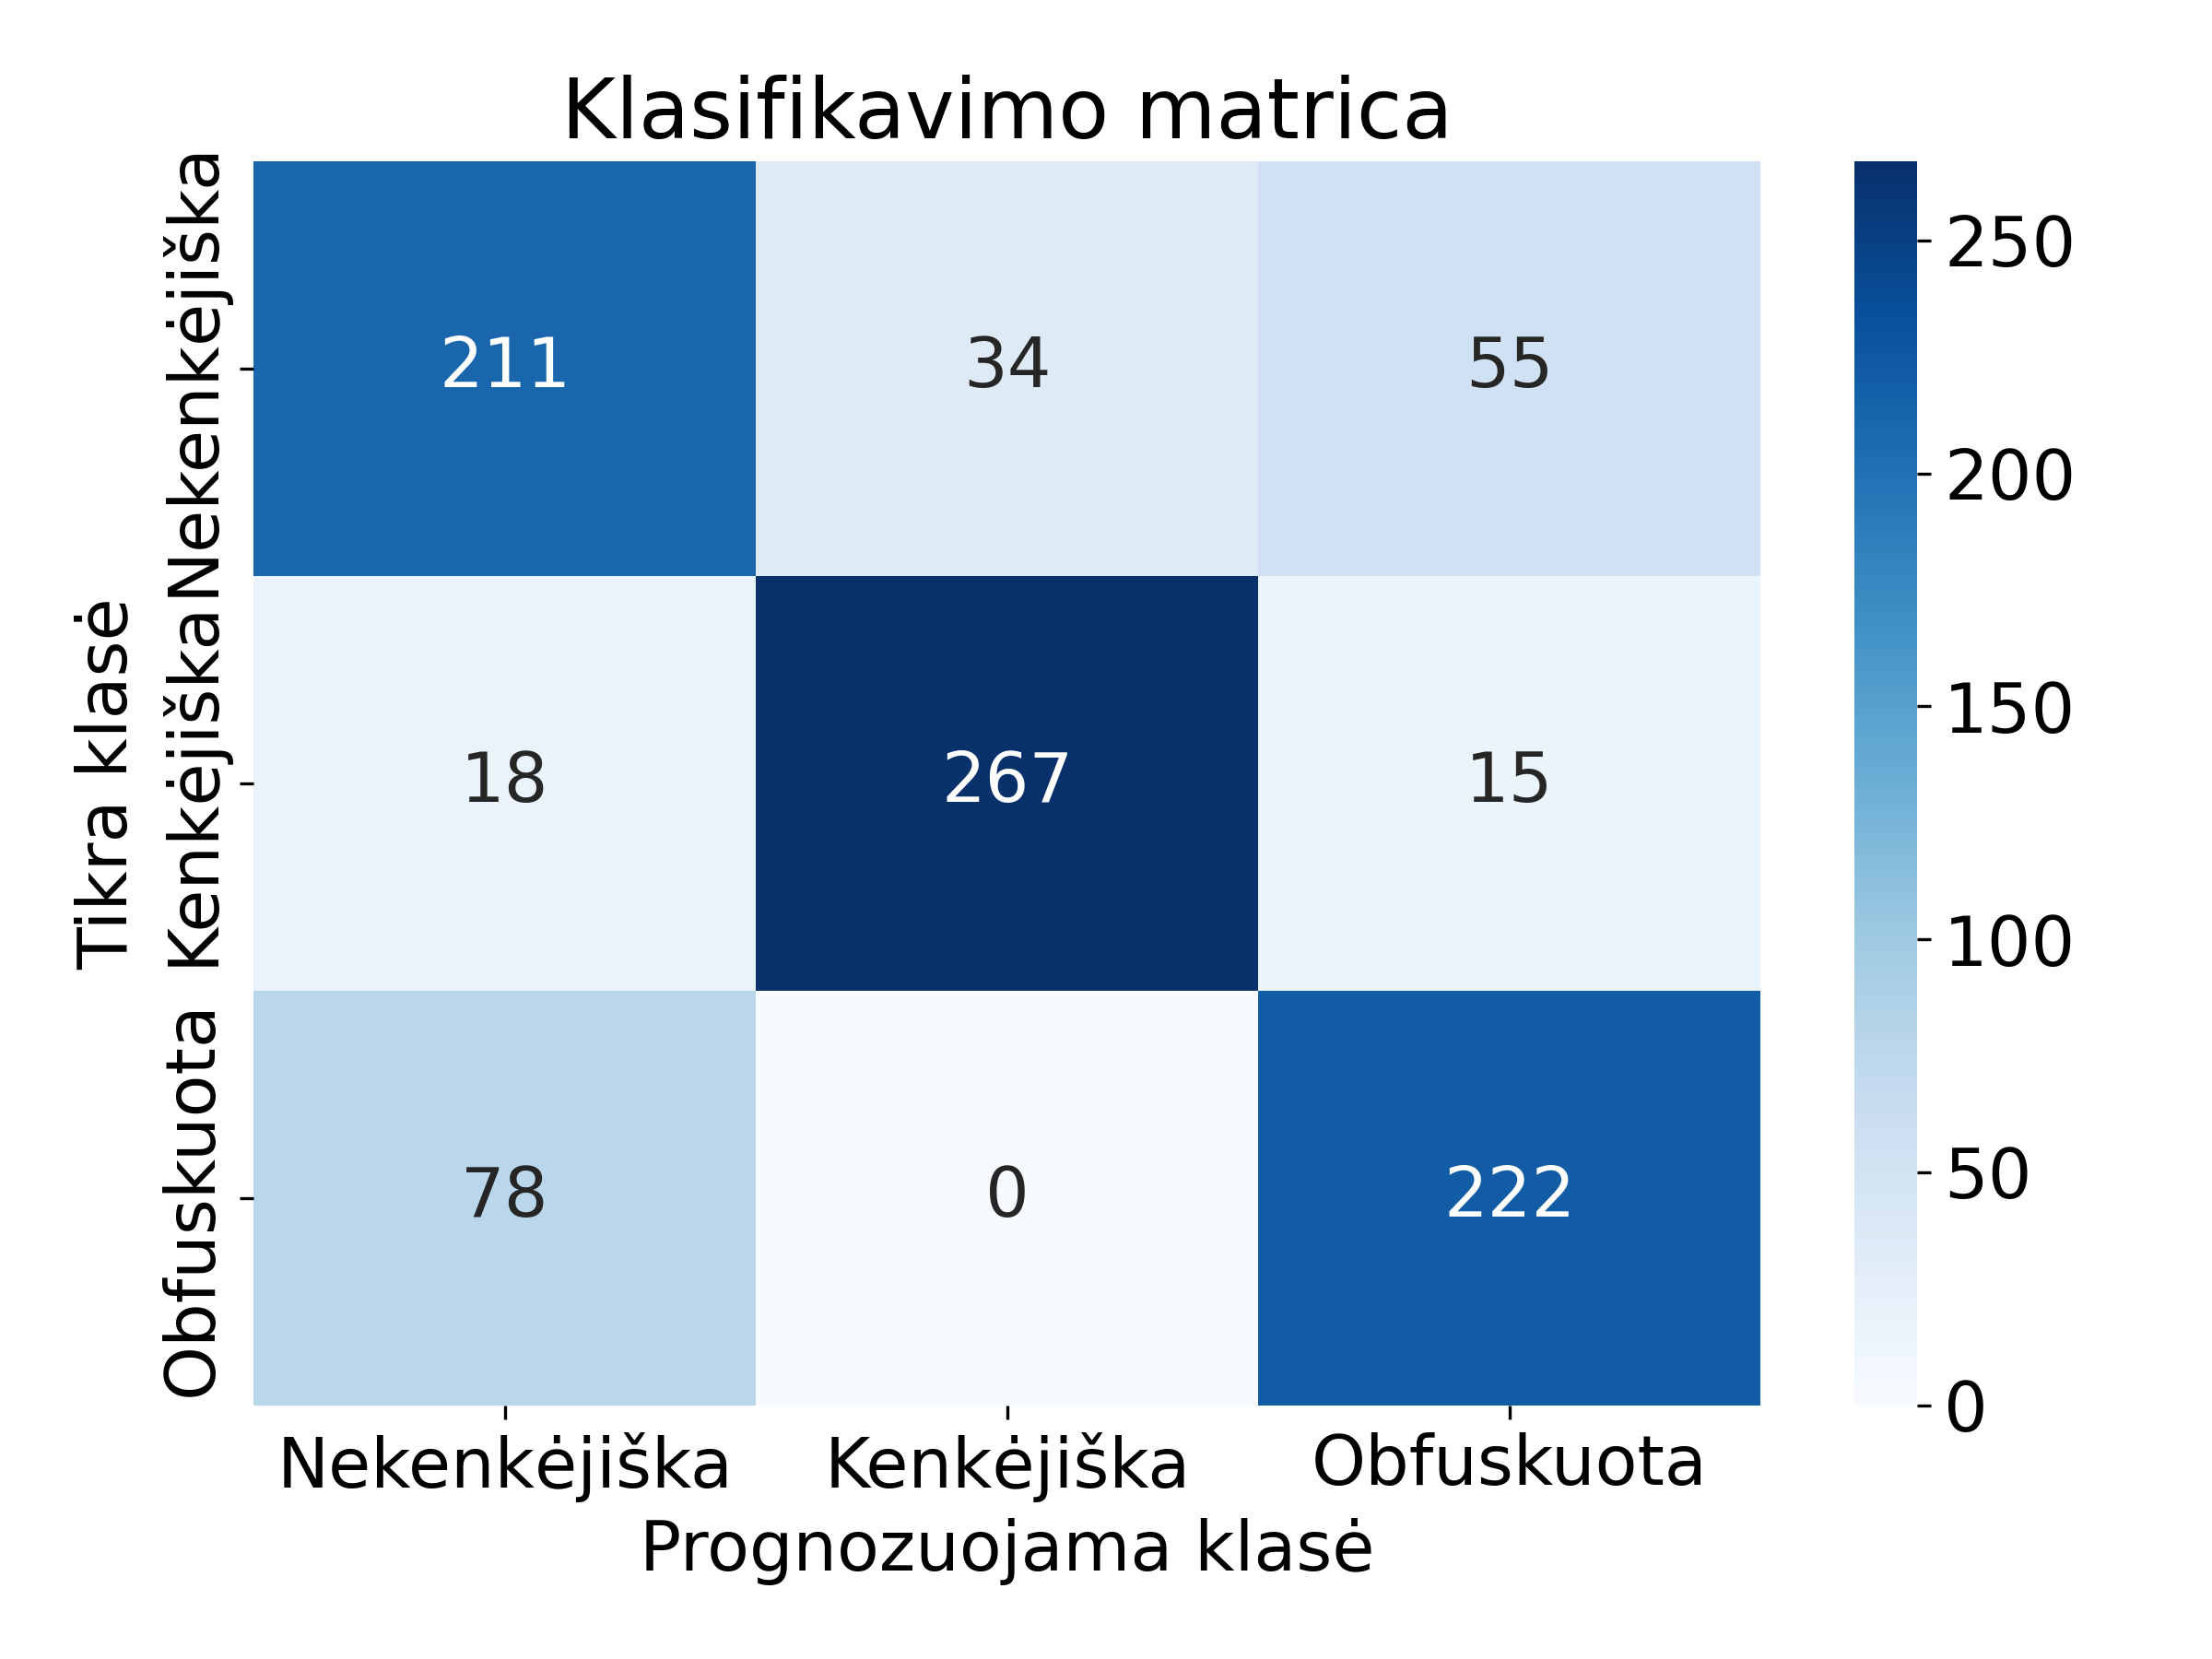 Klasifikavimo matrica
Tikra klasė
Nekenkėjiška
211 34 55
Kenkėjiška
18 267 15
Obfuskuota
78 0 222
Nekenkėjiška Kenkėjiška Obfuskuota
Prognozuojama klasė
250
200
150
100
50
0